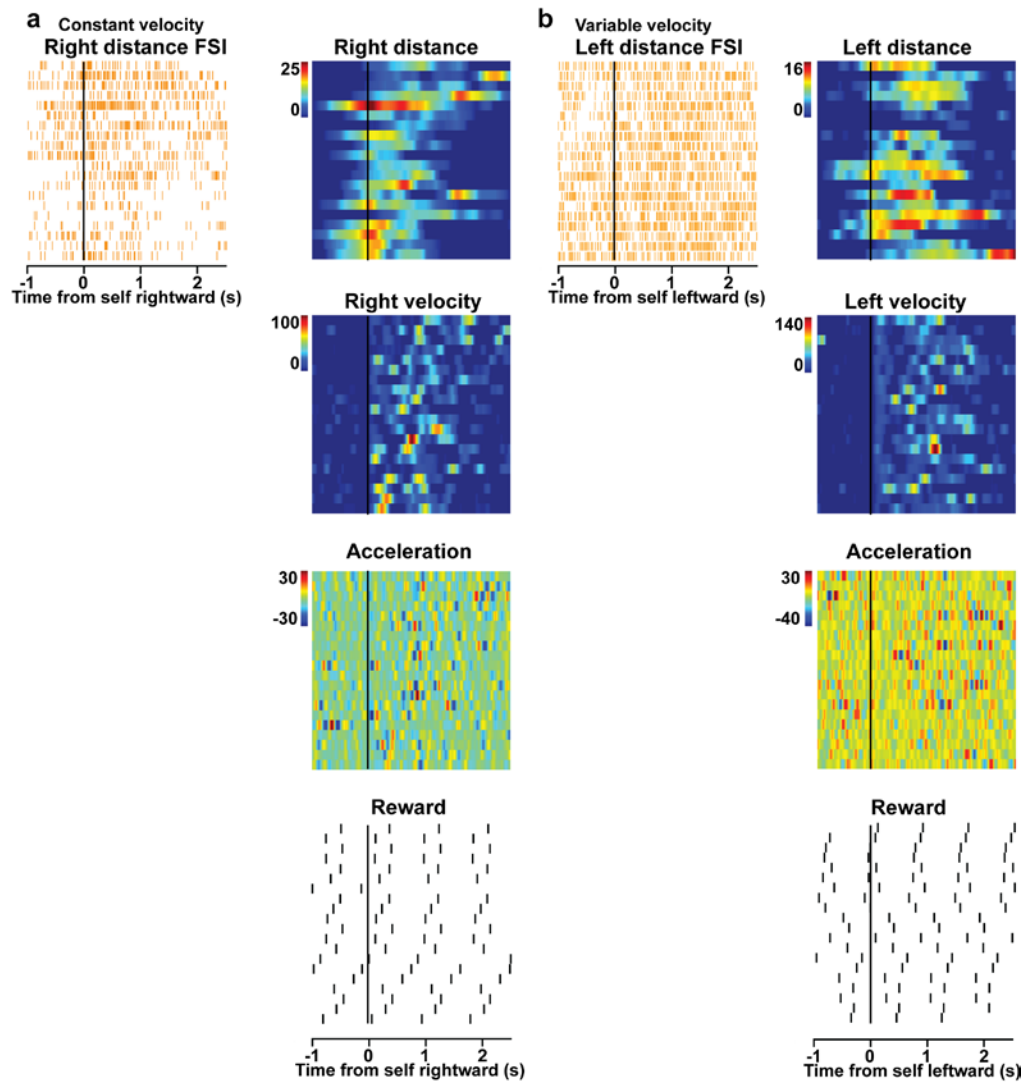 a
Constant velocity
Right distance FSI
Right distance
25
0
-1 0 1 2
Time from self rightward (s)
Right velocity
100
0
Acceleration
30
-30
Reward
-1 0 1 2
Time from self rightward (s)
b
Variable velocity
Left distance FSI
Left distance
16
0
-1 0 1 2
Time from self leftward (s)
Left velocity
140
0
Acceleration
30
-40
Reward
-1 0 1 2
Time from self leftward (s)